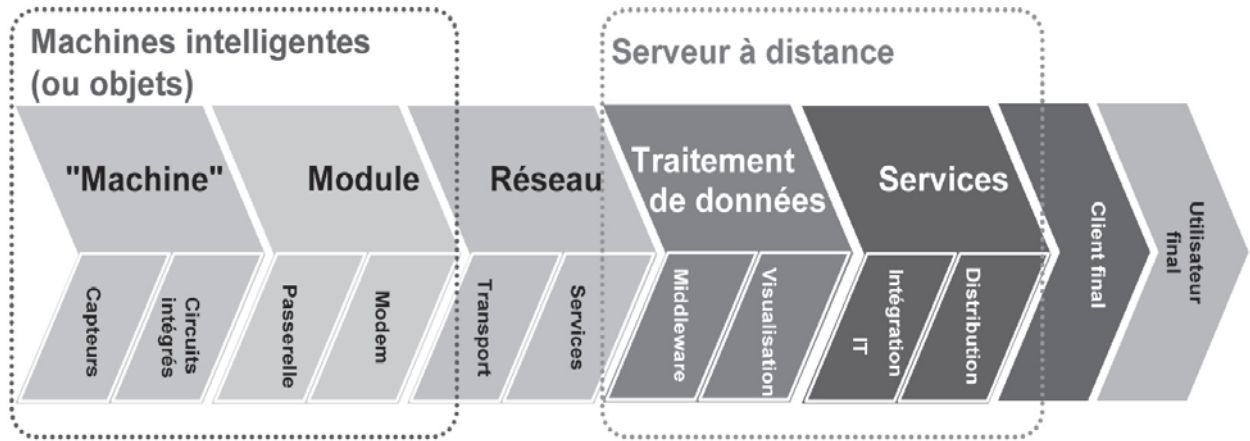 Machines intelligentes
(ou objets)
Serveur à distance
"Machine"
Module
Réseau
Traitement
de données
Services
Client final
Utilisateur
final
Capteurs
Circuits
intégrés
Passerelle
Modem
Transport
Services
Middleware
Visualisation
Intégration
IT
Distribution